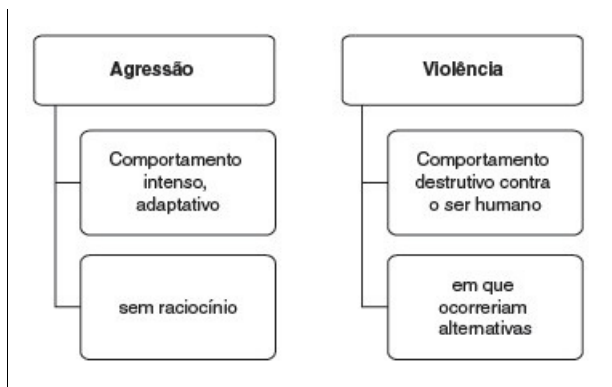 Agressão
Comportamento
intenso,
adaptativo
sem raciocínio
Violência
Comportamento
destrutivo contra
o ser humano
em que
ocorreriam
alternativas